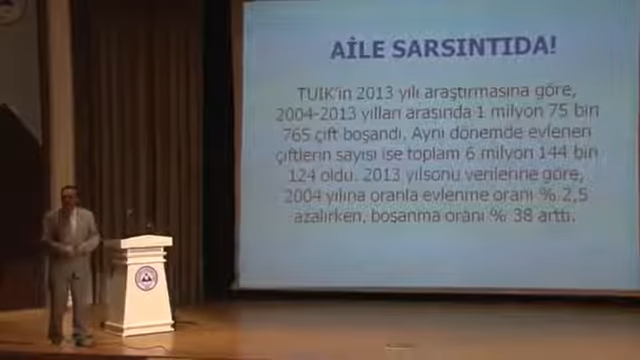 AİLE SARSINTIDA!
TUIK'in 2013 yılı araştırmasına göre,
2004-2013 yılları arasında 1 milyon 75 bin
765 çift boşandı. Aynı dönemde evlenen
çiftlerin sayısı ise toplam 6 milyon 144 bin
124 oldu. 2013 yılsonu verilerine göre,
2004 yılına oranla evlenme oranı % 2,5
azalırken, boşanma oranı % 38 arttı.